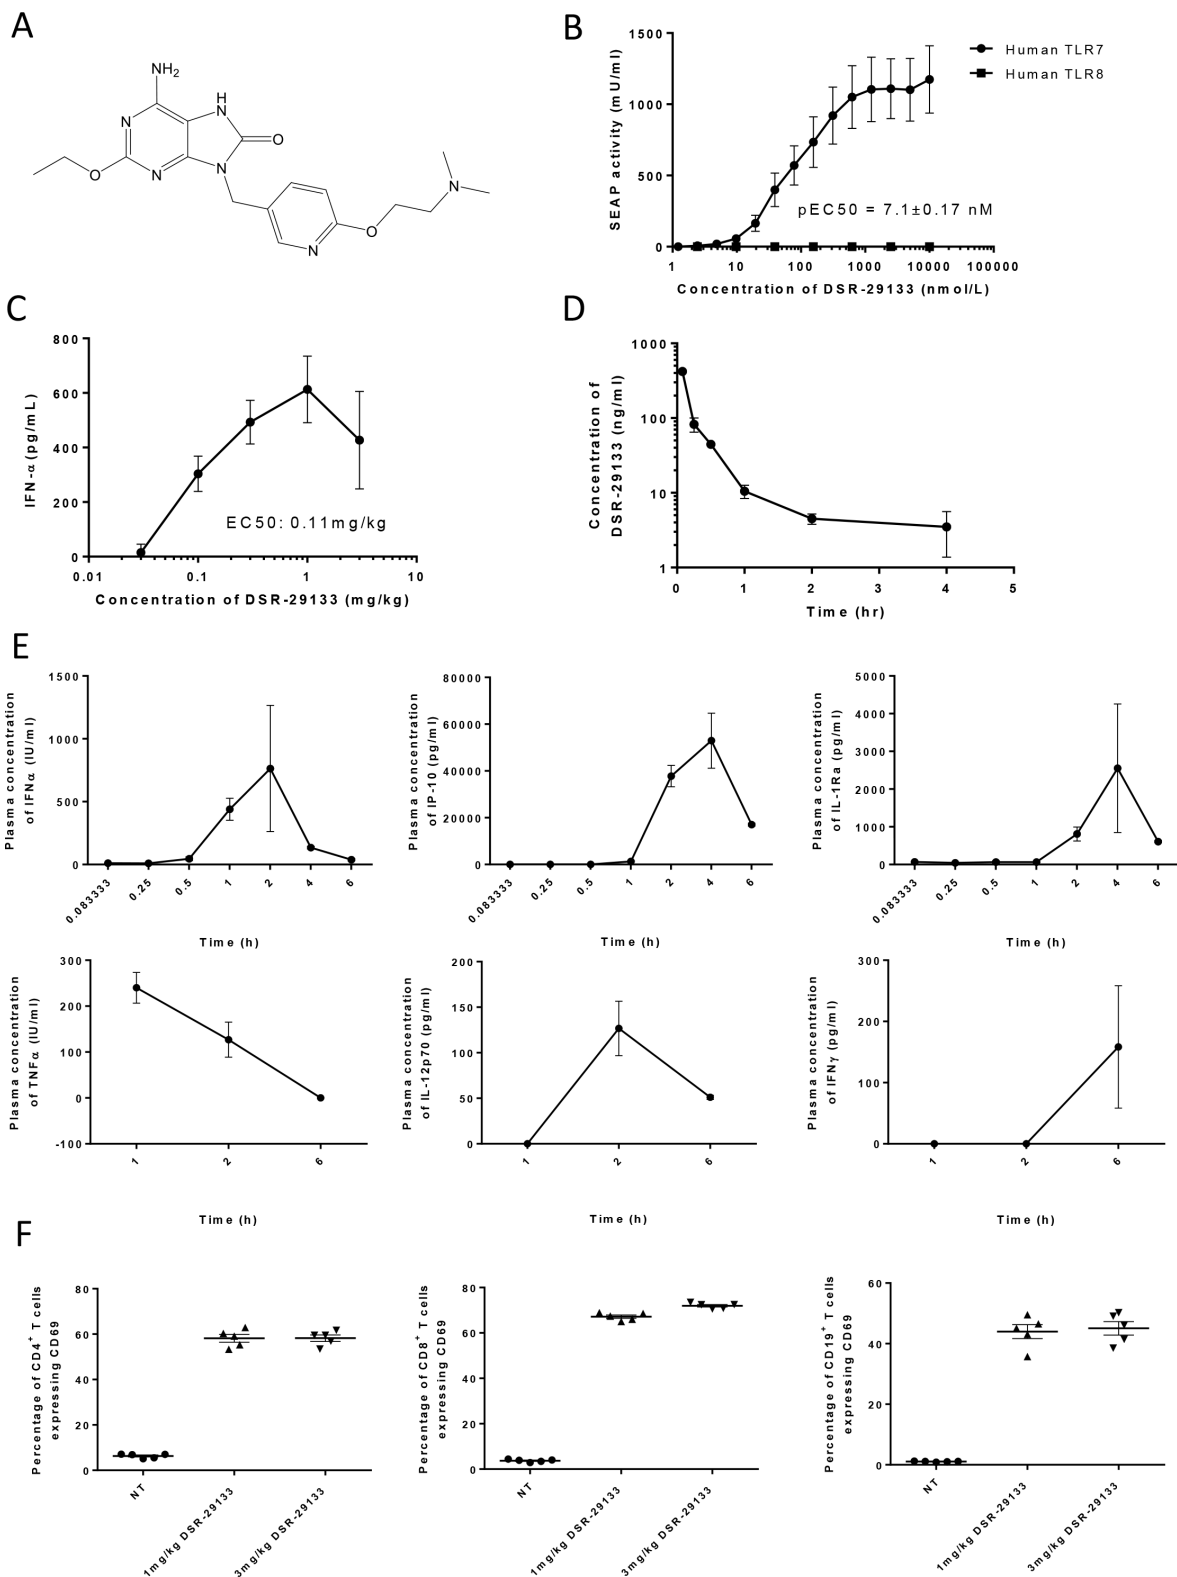 A
NH2
N
H
N
O
O
N
N
N
O
N
B
1500
1000
500
0
SEAP activity (mU/ml)
Human TLR7
Human TLR8
pEC50 = 7.1±0.17 nM
1
10
100
1000
10000
100000
Concentration of DSR-29133 (nmol/L)
C
800
600
400
200
0
IFN-α (pg/mL)
EC50: 0.11mg/kg
0.01
0.1
1
10
Concentration of DSR-29133 (mg/kg)
D
1000
100
10
1
Concentration of
DSR-29133 (ng/ml)
0
1
2
3
4
5
Time (hr)
E
1500
1000
500
0
Plasma concentration
of IFNα (IU/ml)
0.083333
0.25
0.5
1
2
4
6
Time (h)
80000
60000
40000
20000
0
Plasma concentration
of IP-10 (pg/ml)
0.083333
0.25
0.5
1
2
4
6
Time (h)
5000
4000
3000
2000
1000
0
Plasma concentration
of IL-1Ra (pg/ml)
0.083333
0.25
0.5
1
2
4
6
Time (h)
300
200
100
0
-100
Plasma concentration
of TNFα (IU/ml)
1
2
6
Time (h)
200
150
100
50
0
Plasma concentration
of IL-12p70 (pg/ml)
1
2
6
Time (h)
300
200
100
0
Plasma concentration
of IFNγ (pg/ml)
1
2
6
Time (h)
F
80
60
40
20
0
Percentage of CD4+ T cells
expressing CD69
NT
1mg/kg DSR-29133
3mg/kg DSR-29133
80
60
40
20
0
Percentage of CD8+ T cells
expressing CD69
NT
1mg/kg DSR-29133
3mg/kg DSR-29133
60
40
20
0
Percentage of CD19+ T cells
expressing CD69
NT
1mg/kg DSR-29133
3mg/kg DSR-29133